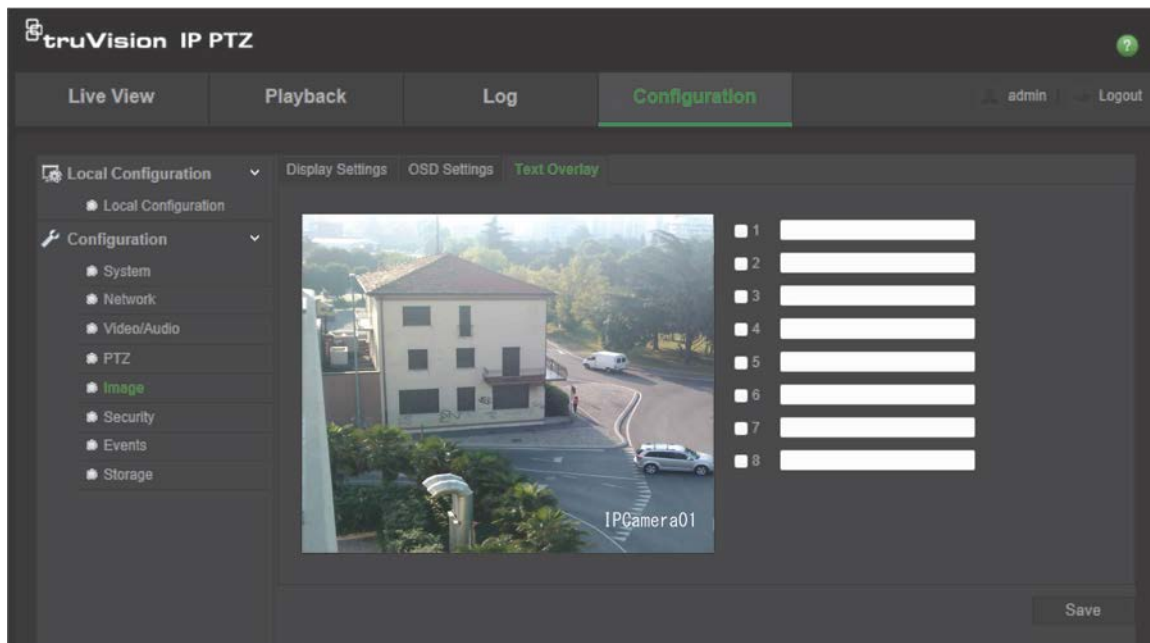 truVision IP PTZ
?
Live View Playback Log Configuration admin Logout
Local Configuration
Local Configuration
Configuration
System
Network
Video/Audio
PTZ
Image
Security
Events
Storage
Display Settings OSD Settings Text Overlay
IPCamera01
1
2
3
4
5
6
7
8
Save